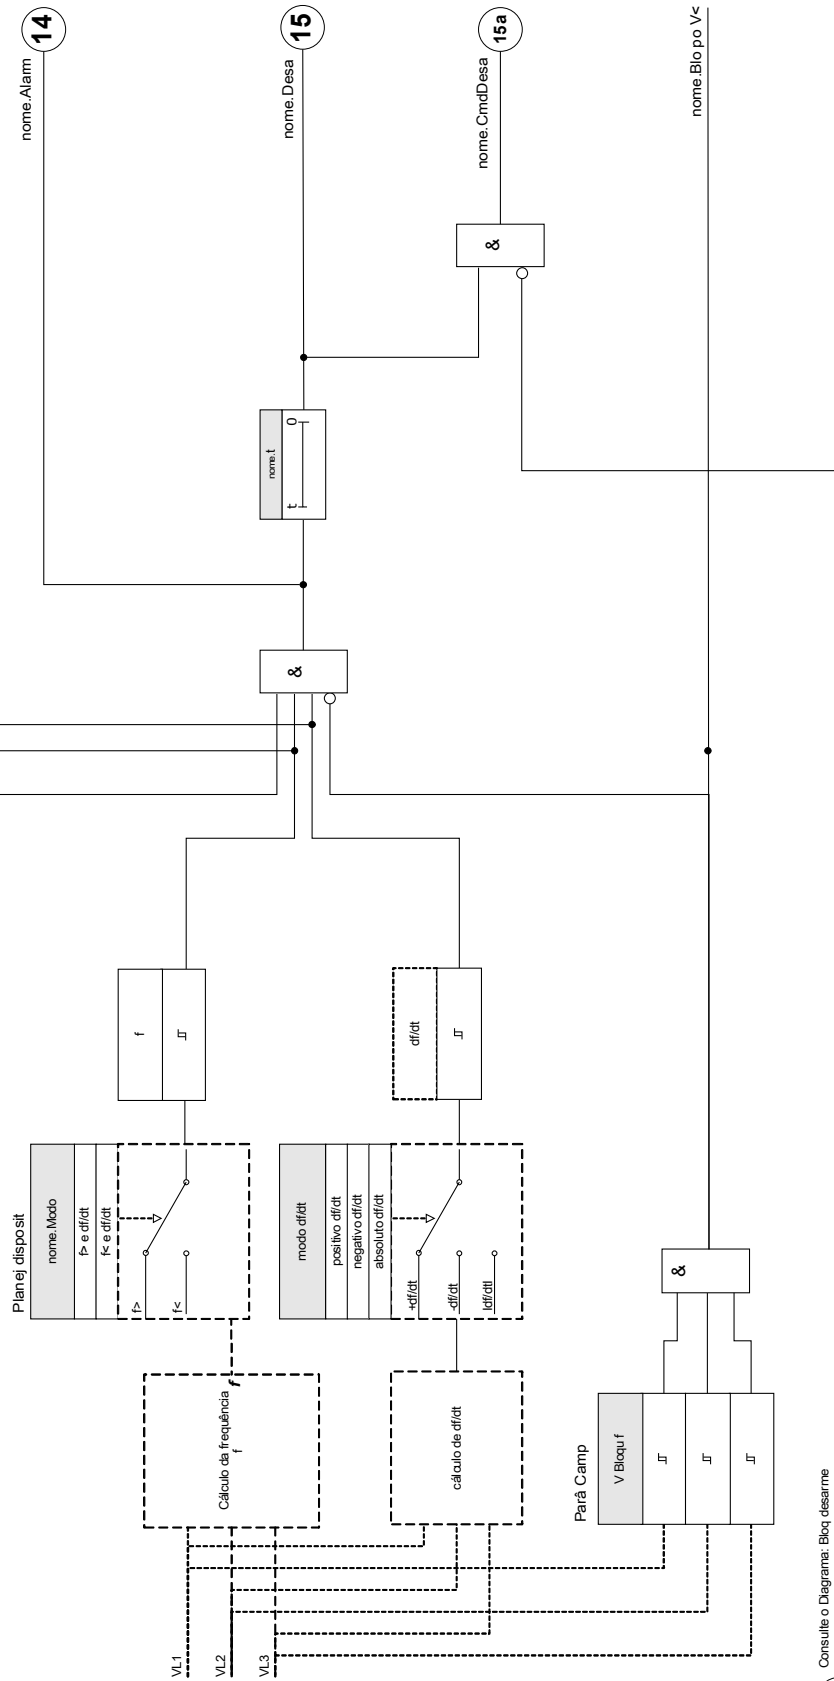 14
nome.Alarm
15
nome.Desa
15a
nome.CmdDesa
nome.Blo po V<
&
nome.t
t
0
&
f
df/dt
Planej disposit
nome.Modo
f> e df/dt
f< e df/dt
f>
f<
modo df/dt
positivo df/dt
negativo df/dt
absoluto df/dt
+df/dt
-df/dt
|df/dt|
&
Cálculo da frequência
f
f
cálculo de df/dt
Parâ Camp
V Bloqu f
VL1
VL2
VL3
Consulte o Diagrama: Bloq desarme